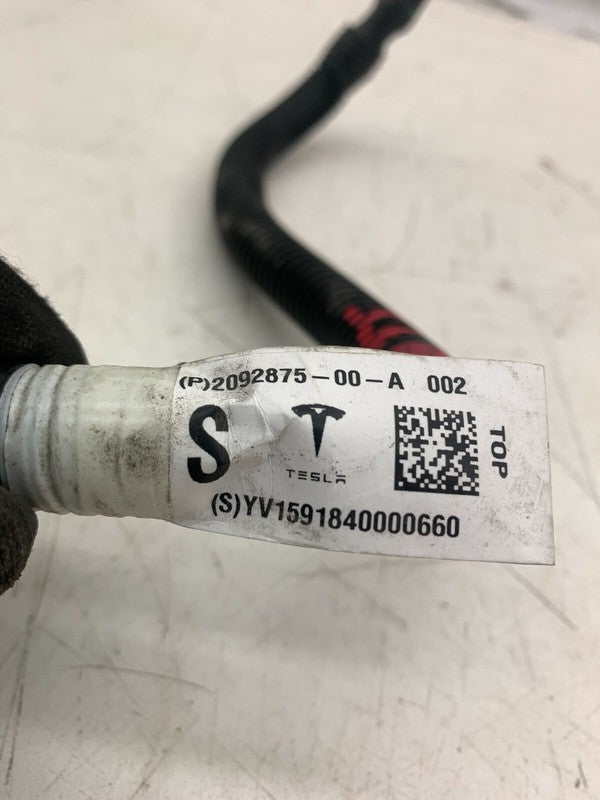 (P)2092875-00-A 002
S
TESLA
TOP
(S)YV1591840000660